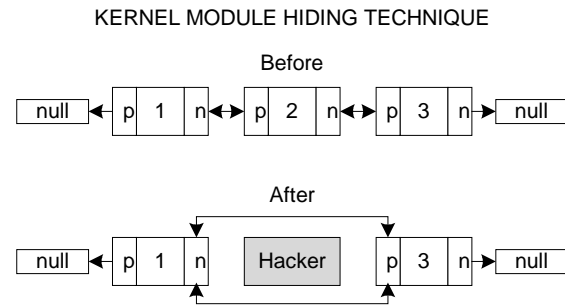 KERNEL MODULE HIDING TECHNIQUE
Before
null p 1 n p 2 n p 3 n null
After
null p 1 n Hacker p 3 n null